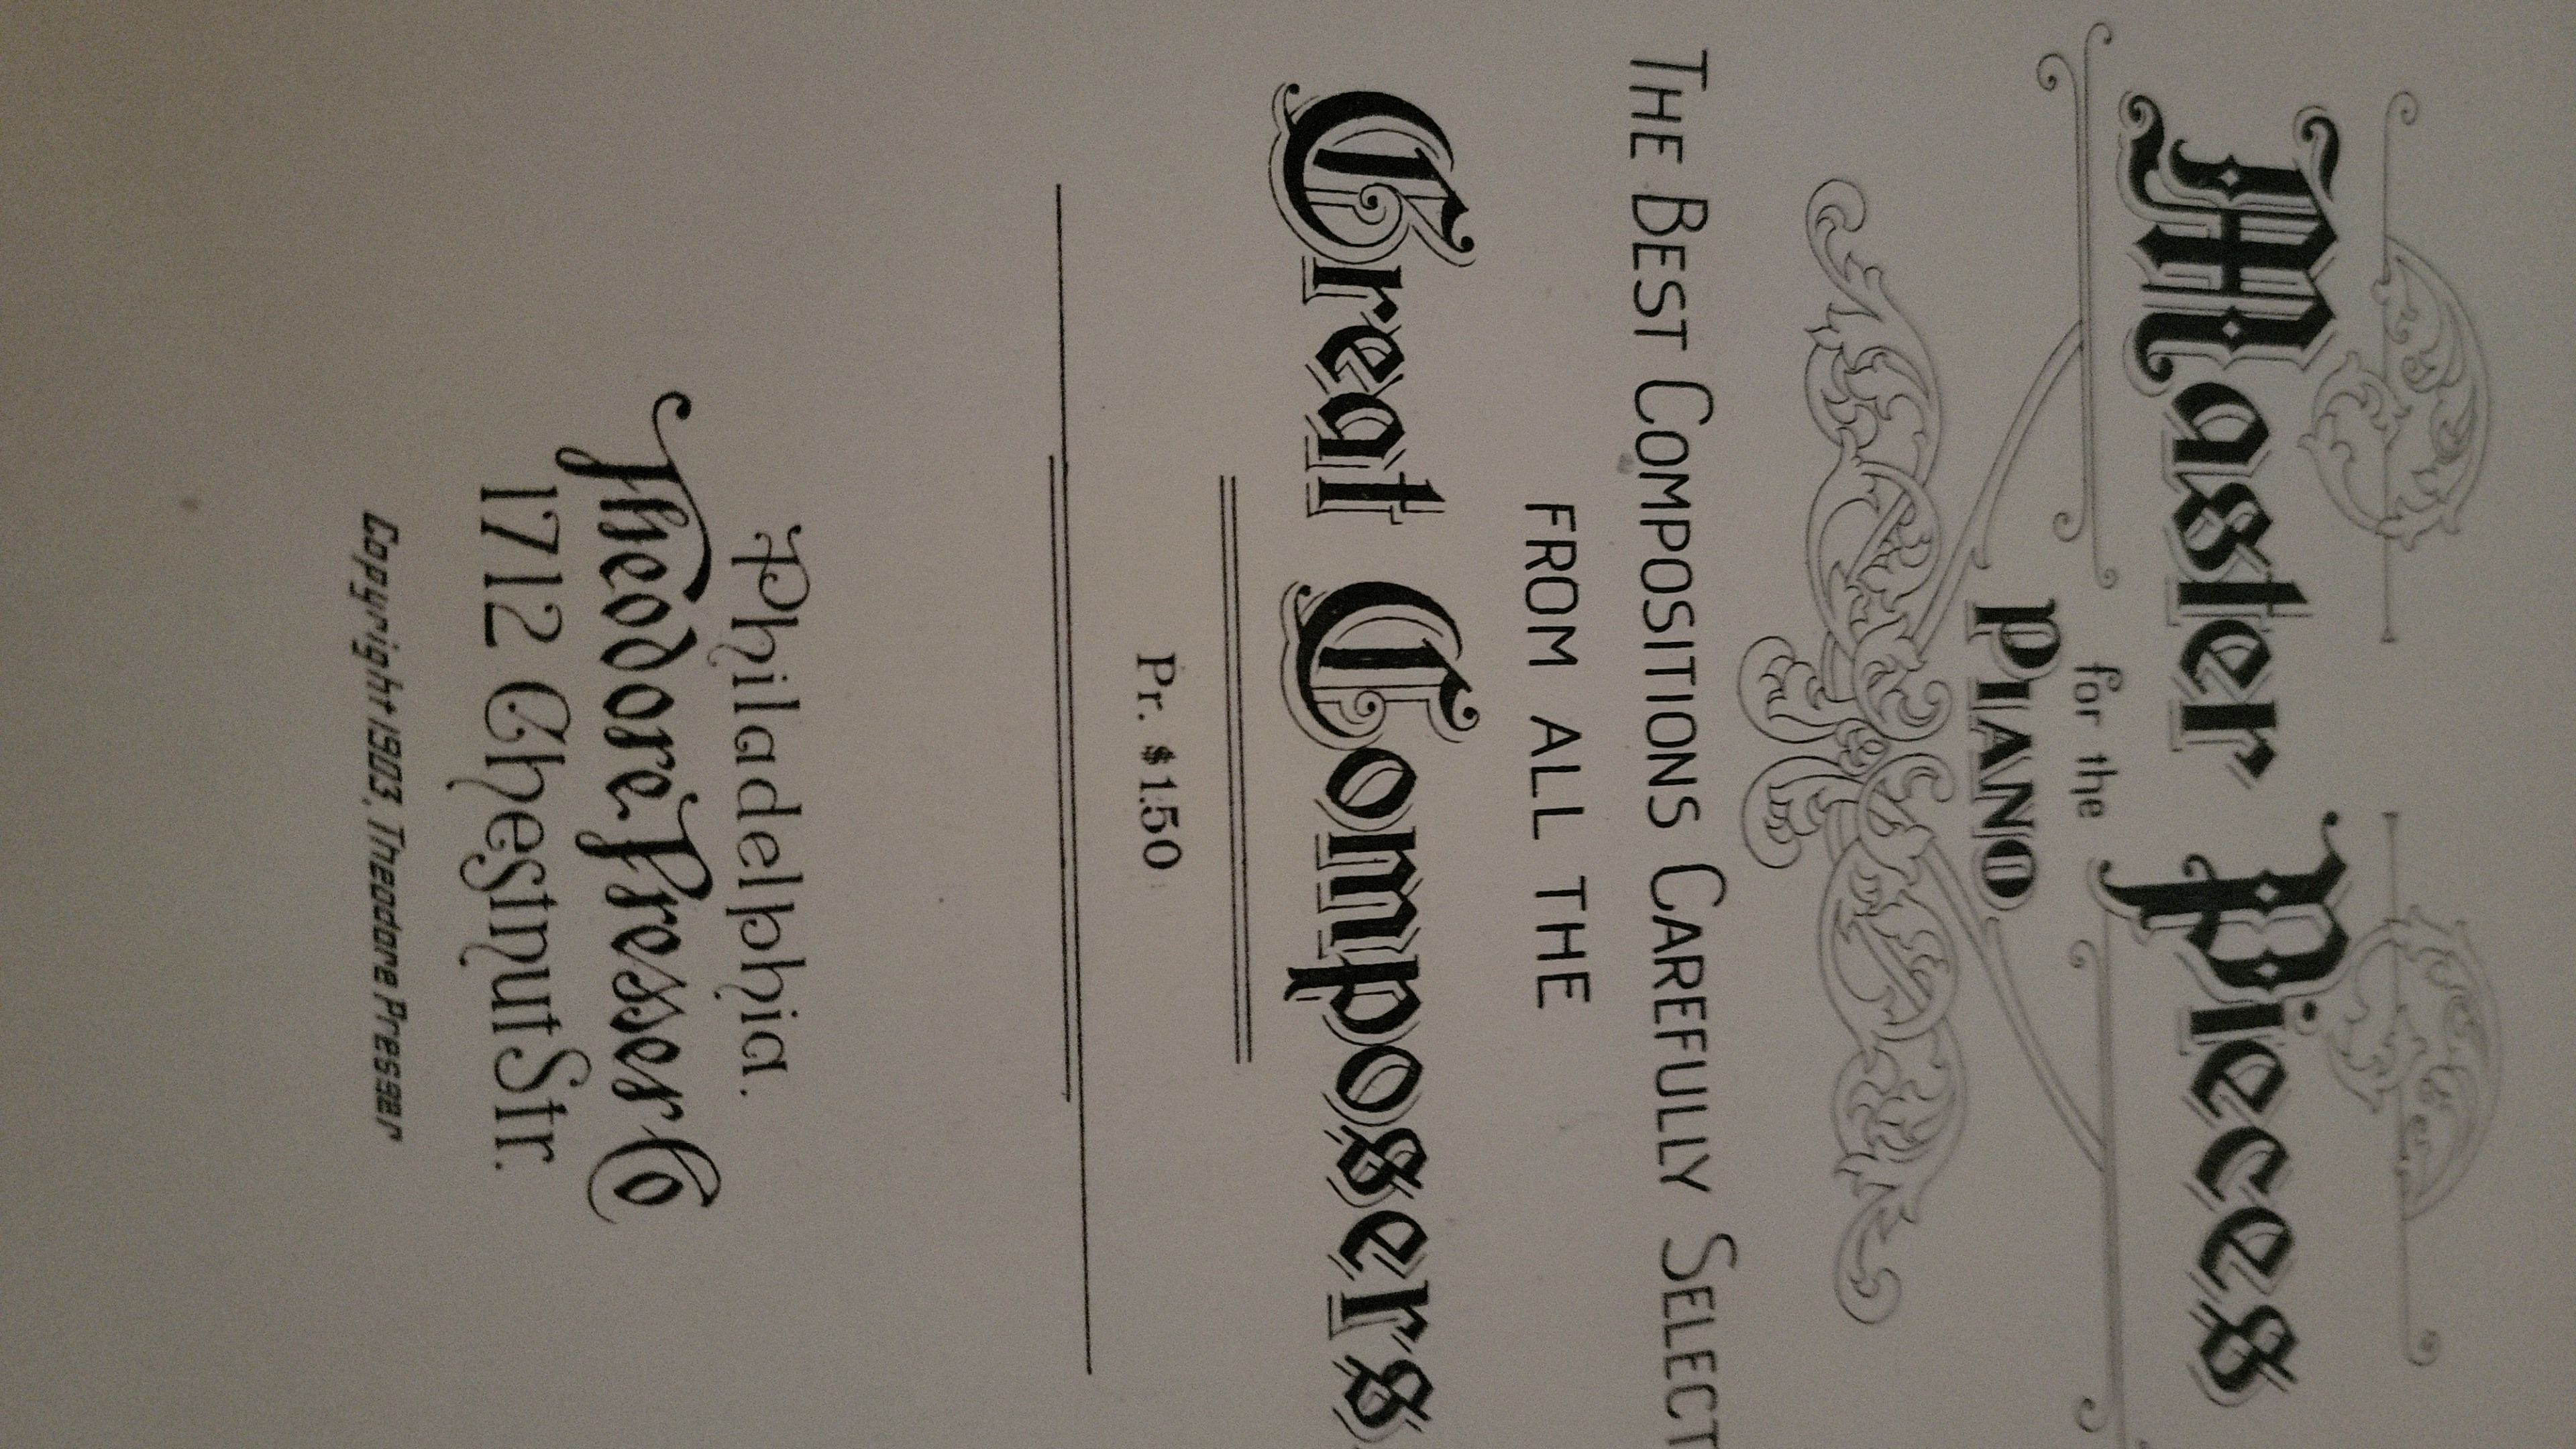 Master Pieces
for the
PIANO
THE BEST COMPOSITIONS CAREFULLY SELECT
FROM ALL THE
Great Composers
Pr. $1.50
Philadelphia.
Theodore Presser Co
1712 Chestnut Str.
Copyright 1903, Theodore Presser